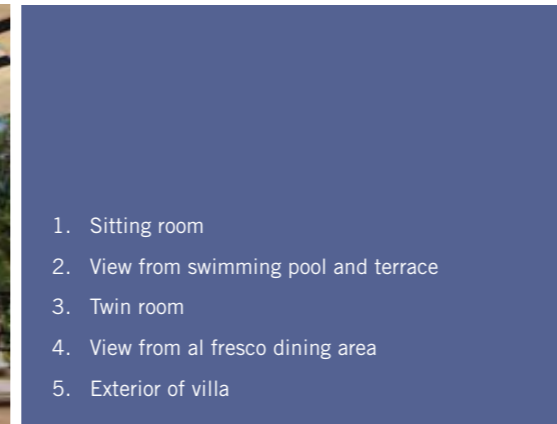 1. Sitting room
2. View from swimming pool and terrace
3. Twin room
4. View from al fresco dining area
5. Exterior of villa